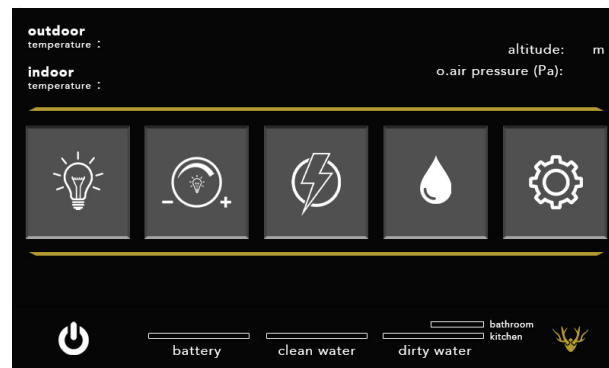 outdoor
temperature :
indoor
temperature :
altitude: m
o.air pressure (Pa):
- +
bathroom
kitchen
battery
clean water
dirty water